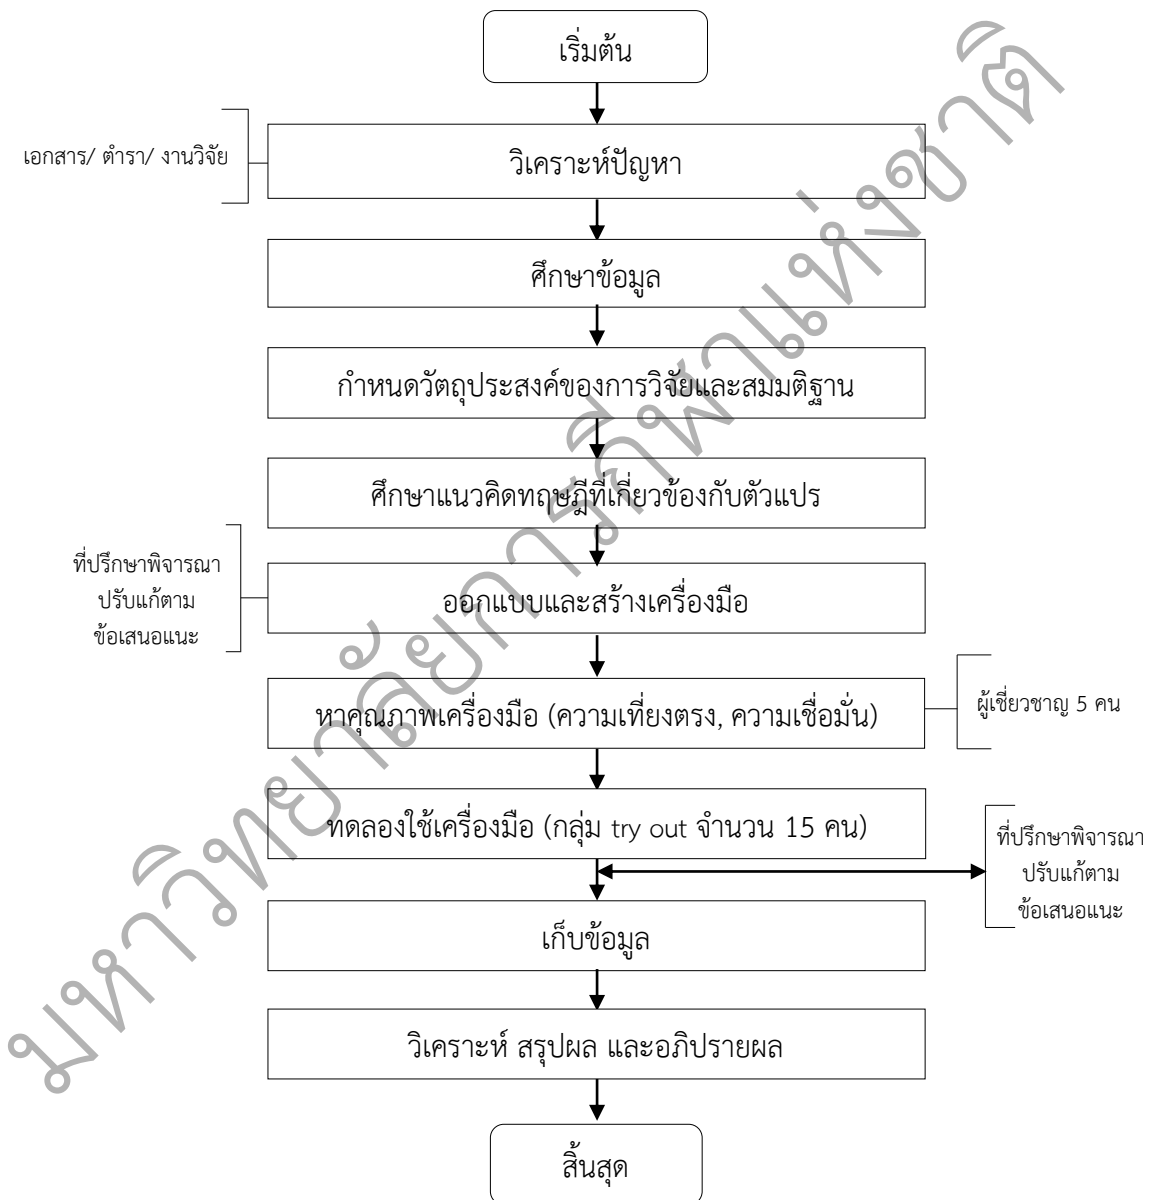 เริ่มต้น
เอกสาร/ ตำรา/ งานวิจัย
วิเคราะห์ปัญหา
ศึกษาข้อมูล
กำหนดวัตถุประสงค์ของการวิจัยและสมมติฐาน
ศึกษาแนวคิดทฤษฎีที่เกี่ยวข้องกับตัวแปร
ที่ปรึกษาพิจารณา
ปรับแก้ตาม
ข้อเสนอแนะ
ออกแบบและสร้างเครื่องมือ
หาคุณภาพเครื่องมือ (ความเที่ยงตรง, ความเชื่อมั่น)
ผู้เชี่ยวชาญ 5 คน
ทดลองใช้เครื่องมือ (กลุ่ม try out จำนวน 15 คน)
ที่ปรึกษาพิจารณา
ปรับแก้ตาม
ข้อเสนอแนะ
เก็บข้อมูล
วิเคราะห์ สรุปผล และอภิปรายผล
สิ้นสุด
มหาวิทยาลัยการกีฬาแห่งชาติ